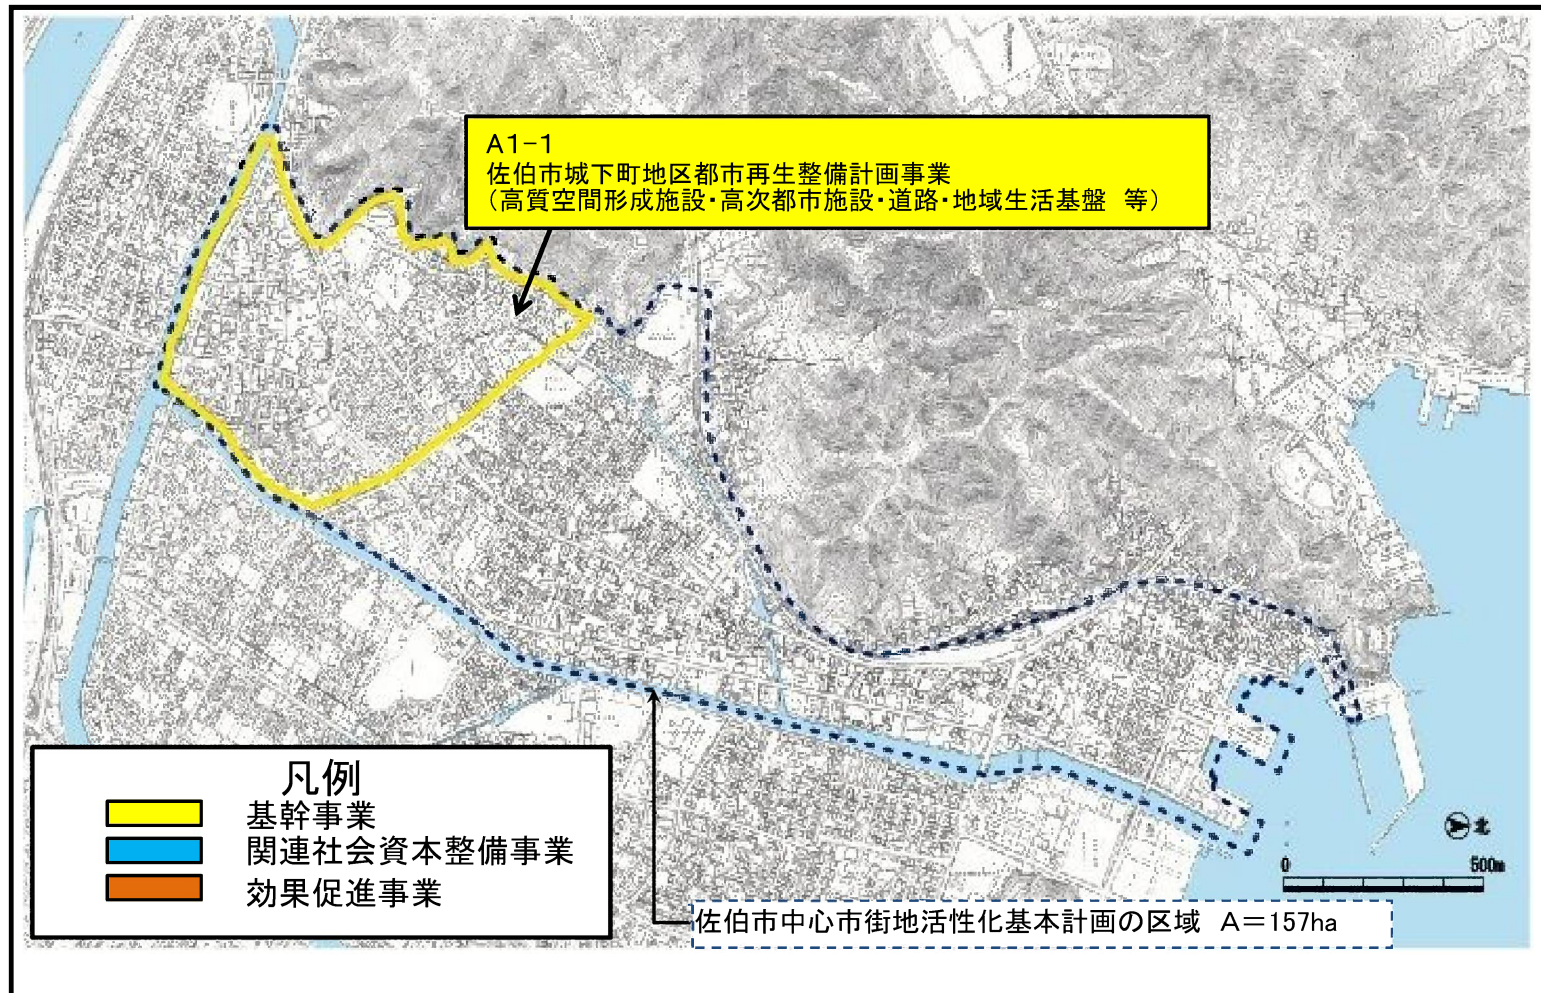 A1-1
佐伯市城下町地区都市再生整備計画事業
（高質空間形成施設・高次都市施設・道路・地域生活基盤　等）
凡例
基幹事業
関連社会資本整備事業
効果促進事業
北
0 500m
佐伯市中心市街地活性化基本計画の区域　A＝157ha